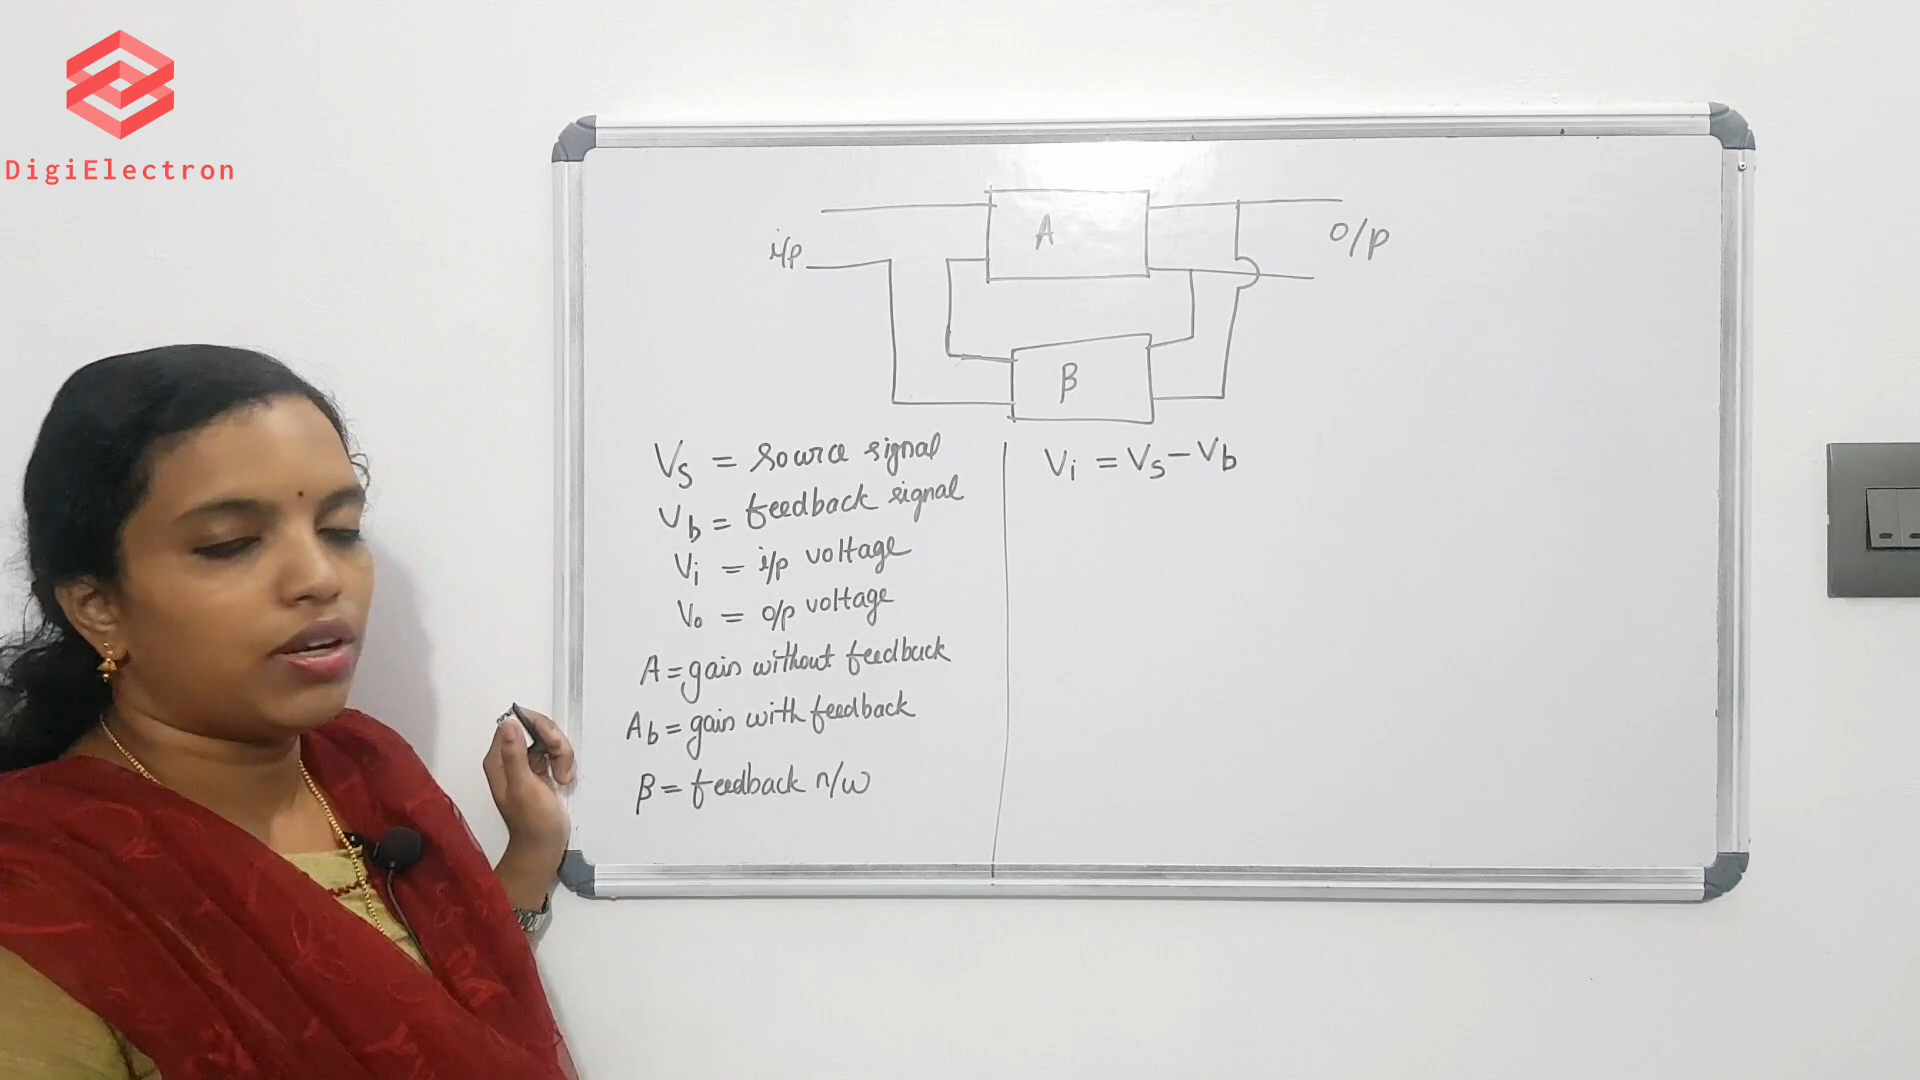 DigiElectron
A
i/p
o/p
β
Vs = source signal
Vb = feedback signal
Vi = i/p voltage
Vo = o/p voltage
A = gain without feedback
Ab = gain with feedback
β = feedback n/w
Vi = Vs - Vb